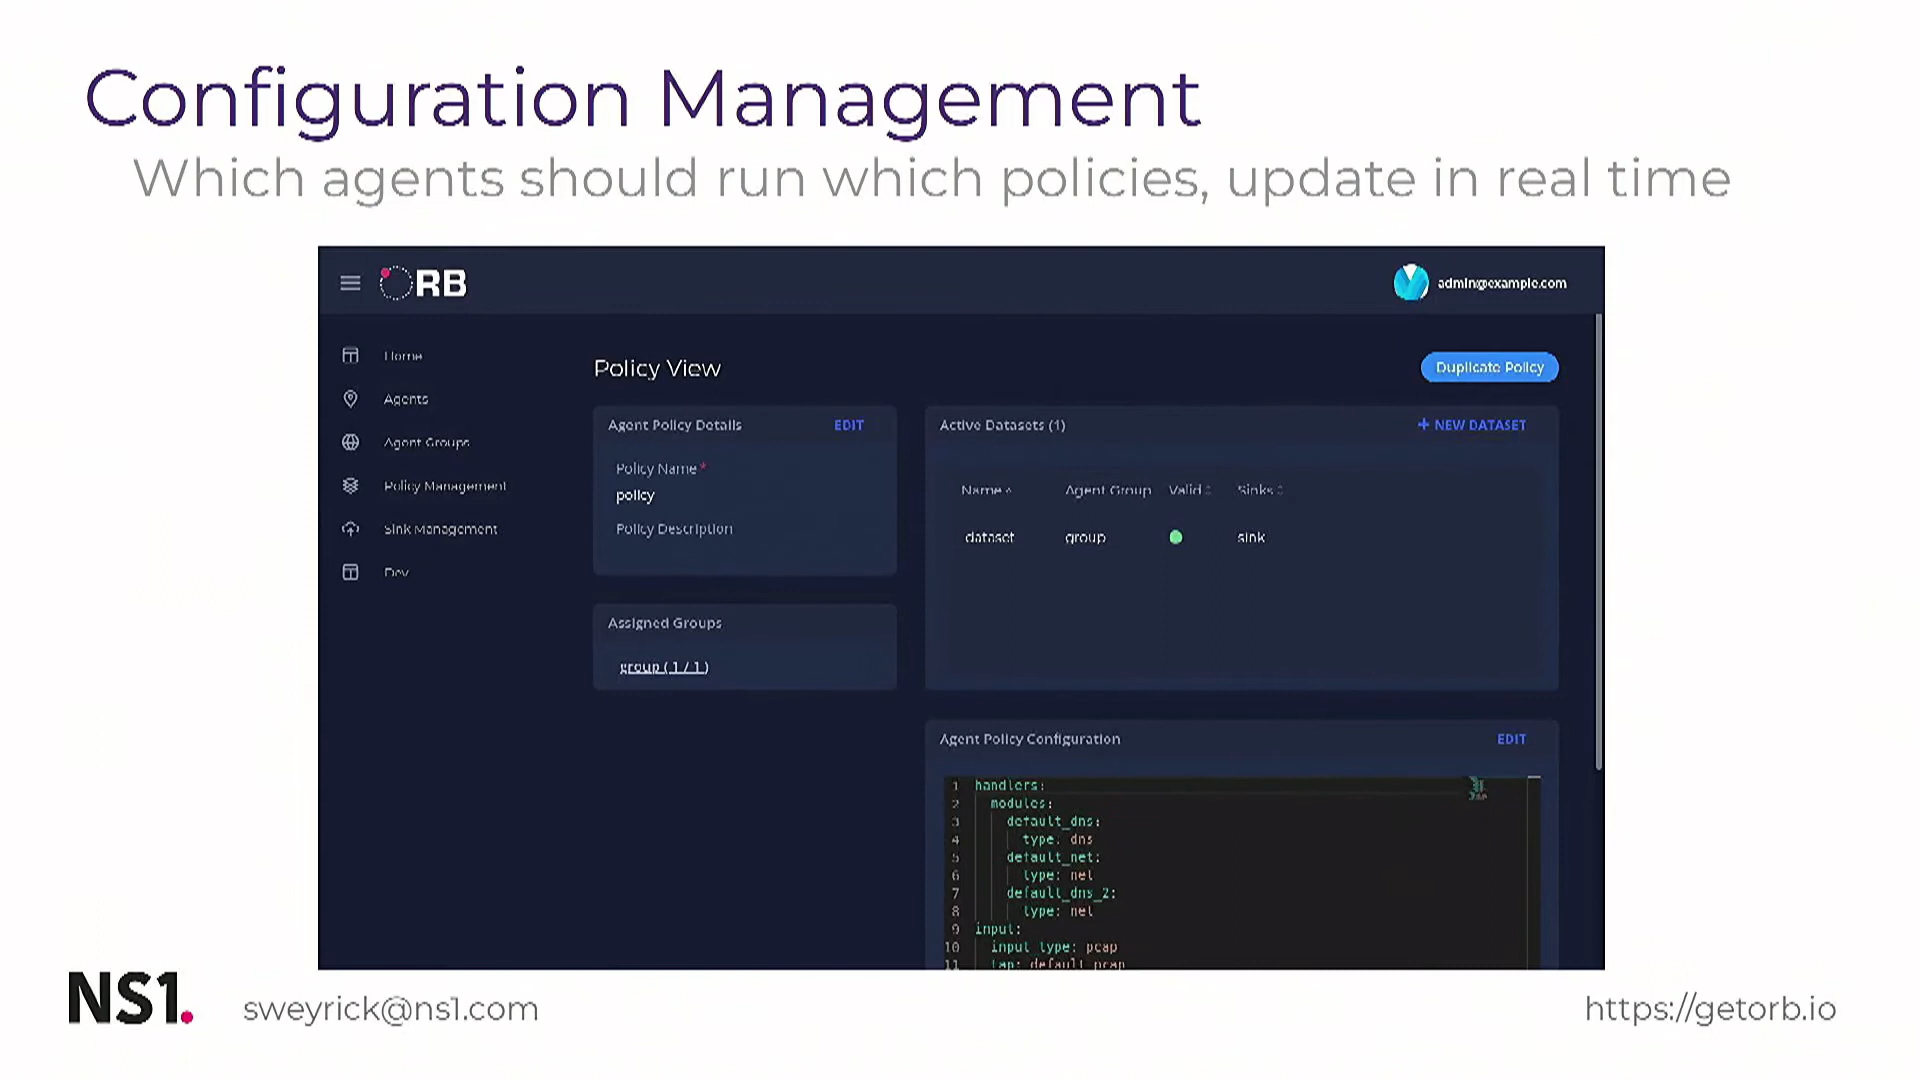 Configuration Management
Which agents should run which policies, update in real time
ORB
admin@example.com
Home
Agents
Agent Groups
Policy Management
Sink Management
Dev
Policy View
Duplicate Policy
Agent Policy Details
EDIT
Policy Name*
policy
Policy Description
Assigned Groups
group ( 1 / 1 )
Active Datasets (1)
+ NEW DATASET
Name Agent Group Valid Sinks
dataset group sink
Agent Policy Configuration
EDIT
1 handlers:
2 modules:
3 default_dns:
4 type: dns
5 default_net:
6 type: net
7 default_dns_2:
8 type: net
9 input:
10 input_type: pcap
11 tap: default_pcap
NS1.
sweyrick@ns1.com
https://getorb.io